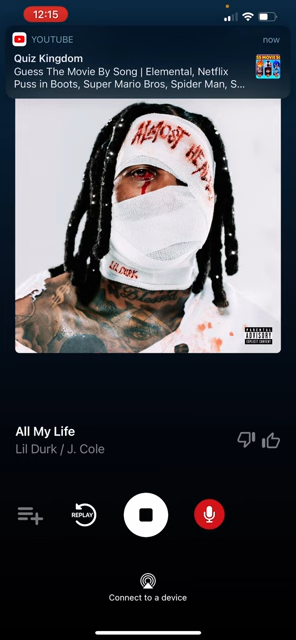 12:15
YOUTUBE
now
Quiz Kingdom
Guess The Movie By Song | Elemental, Netflix
Puss in Boots, Super Mario Bros, Spider Man, S...
ALMOST HEALED
LIL DURK
PARENTAL
ADVISORY
EXPLICIT CONTENT
All My Life
Lil Durk / J. Cole
REPLAY
Connect to a device